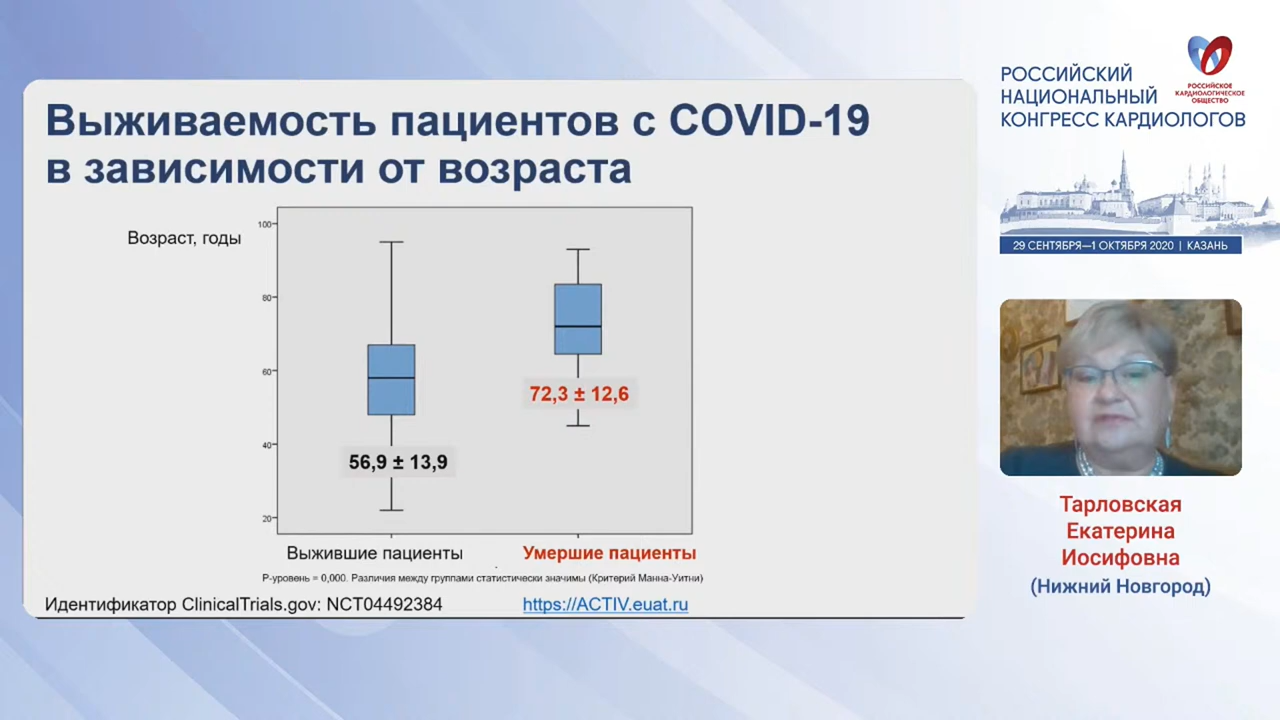 Выживаемость пациентов с COVID-19
в зависимости от возраста
Возраст, годы
100
80
60
40
20
72,3 ± 12,6
56,9 ± 13,9
Выжившие пациенты
Умершие пациенты
Р-уровень = 0,000. Различия между группами статистически значимы (Критерий Манна-Уитни)
Идентификатор ClinicalTrials.gov: NCT04492384
https://ACTIV.euat.ru
РОССИЙСКИЙ
НАЦИОНАЛЬНЫЙ
КОНГРЕСС КАРДИОЛОГОВ
РОССИЙСКОЕ
КАРДИОЛОГИЧЕСКОЕ
ОБЩЕСТВО
29 СЕНТЯБРЯ—1 ОКТЯБРЯ 2020 | КАЗАНЬ
Тарловская
Екатерина
Иосифовна
(Нижний Новгород)